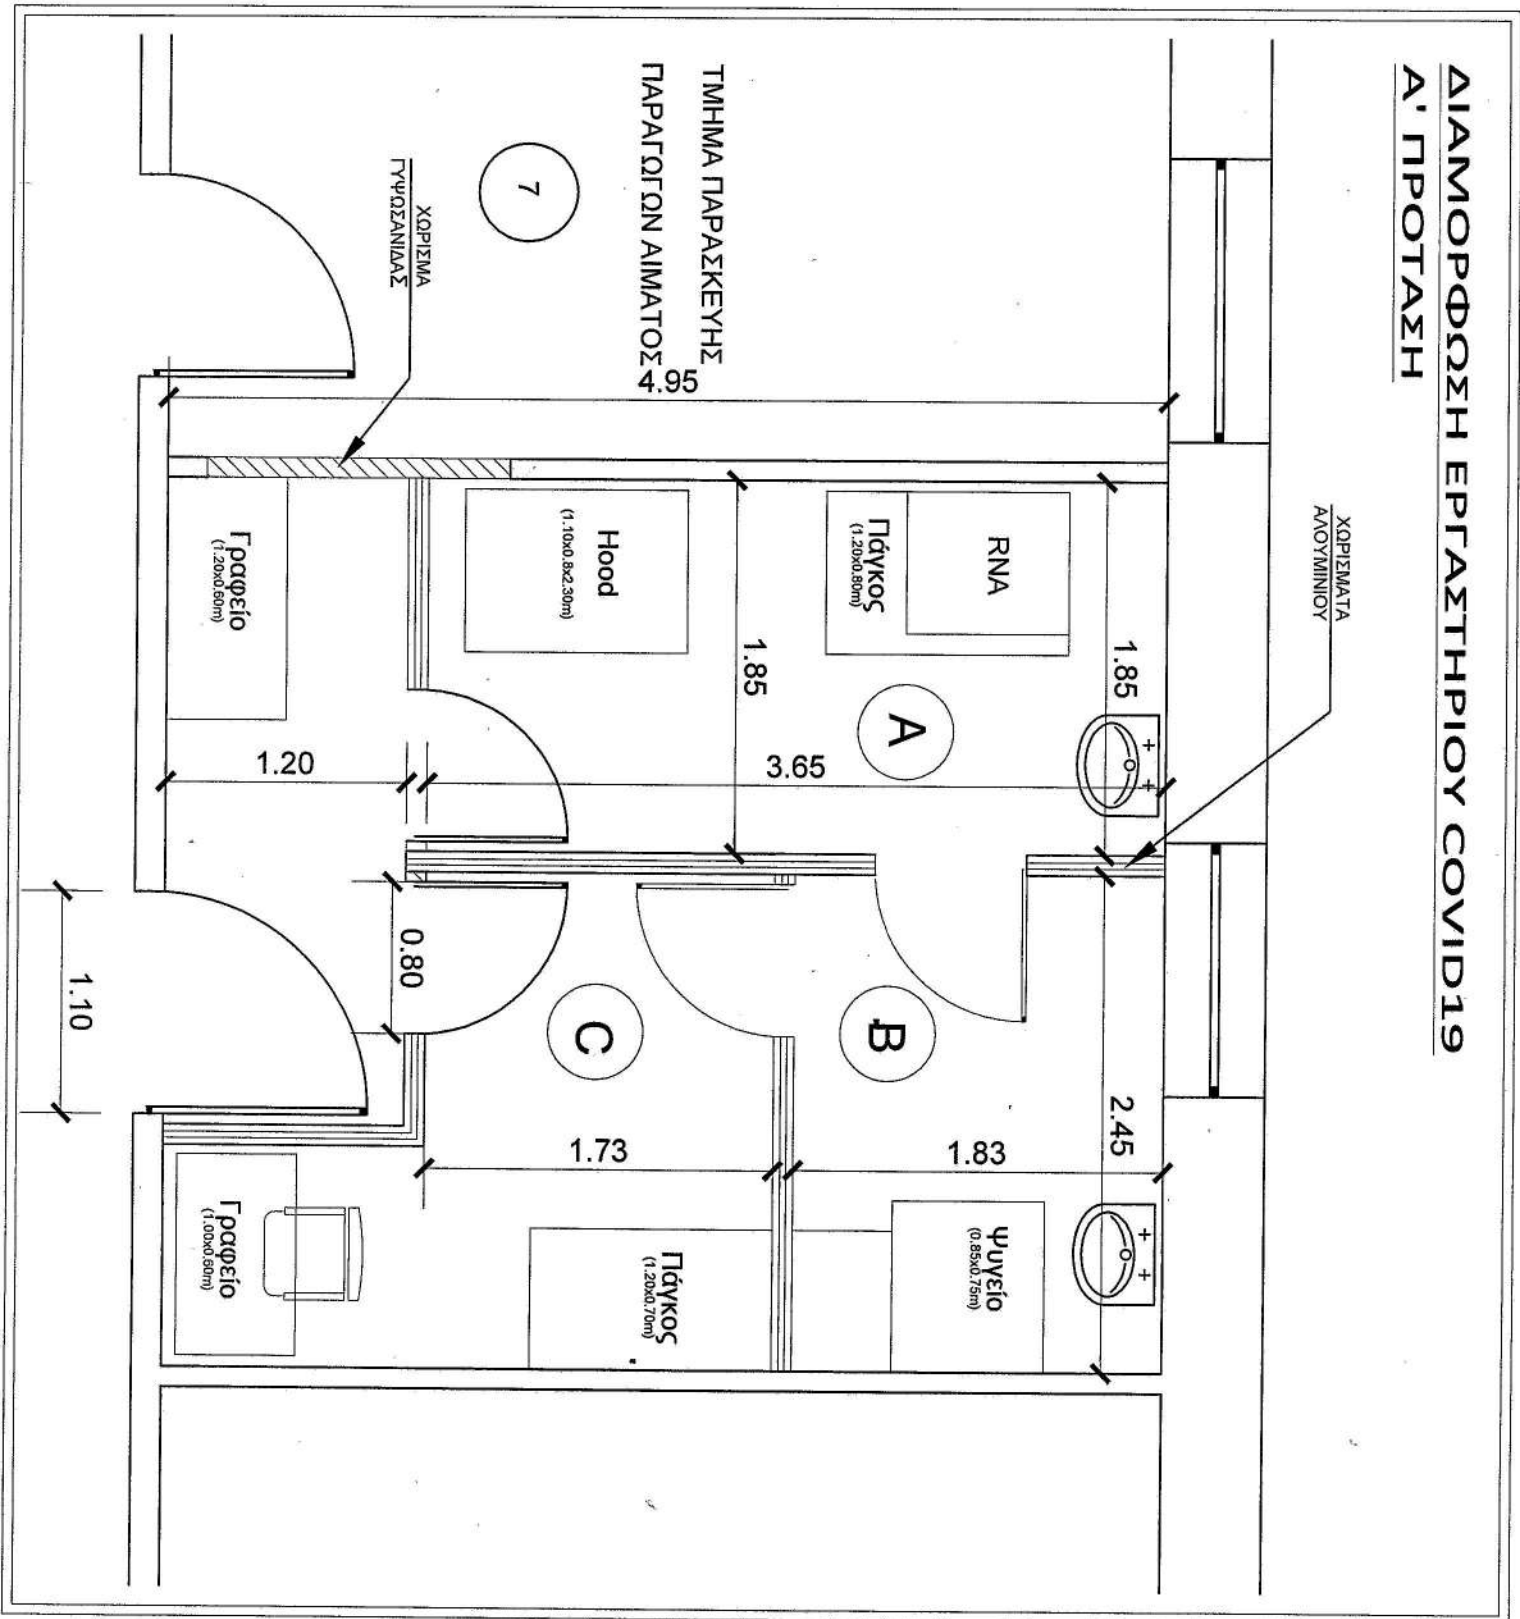 ΔΙΑΜΟΡΦΩΣΗ ΕΡΓΑΣΤΗΡΙΟΥ COVID19
Α' ΠΡΟΤΑΣΗ
ΧΩΡΙΣΜΑΤΑ
ΑΛΟΥΜΙΝΙΟΥ
ΤΜΗΜΑ ΠΑΡΑΣΚΕΥΗΣ
ΠΑΡΑΓΩΓΩΝ ΑΙΜΑΤΟΣ
7
ΧΩΡΙΣΜΑ
ΓΥΨΟΣΑΝΙΔΑΣ
4.95
1.85
2.45
RNA
Πάγκος
(1.20x0.80m)
A
3.65
1.85
Hood
(1.10x0.8x2.30m)
B
1.83
Ψυγείο
(0.85x0.75m)
C
1.73
Πάγκος
(1.20x0.70m)
0.80
1.20
Γραφείο
(1.20x0.60m)
Γραφείο
(1.00x0.60m)
1.10